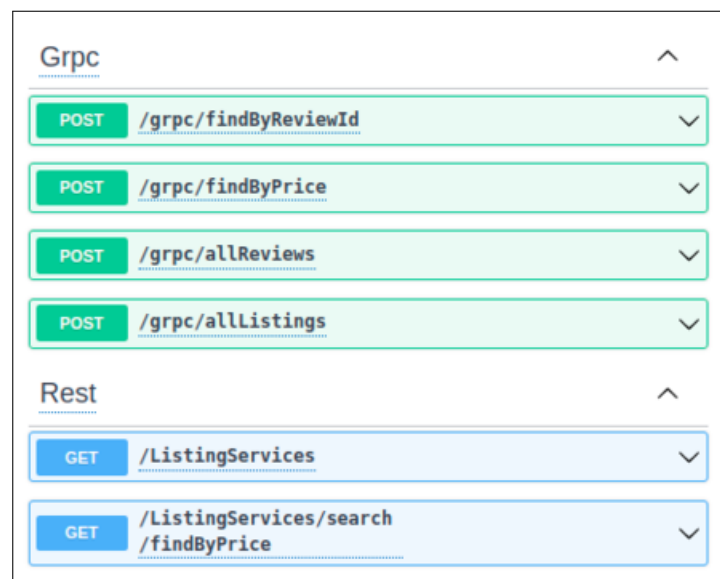 Grpc
POST /grpc/findByReviewId
POST /grpc/findByPrice
POST /grpc/allReviews
POST /grpc/allListings
Rest
GET /ListingServices
GET /ListingServices/search
/findByPrice